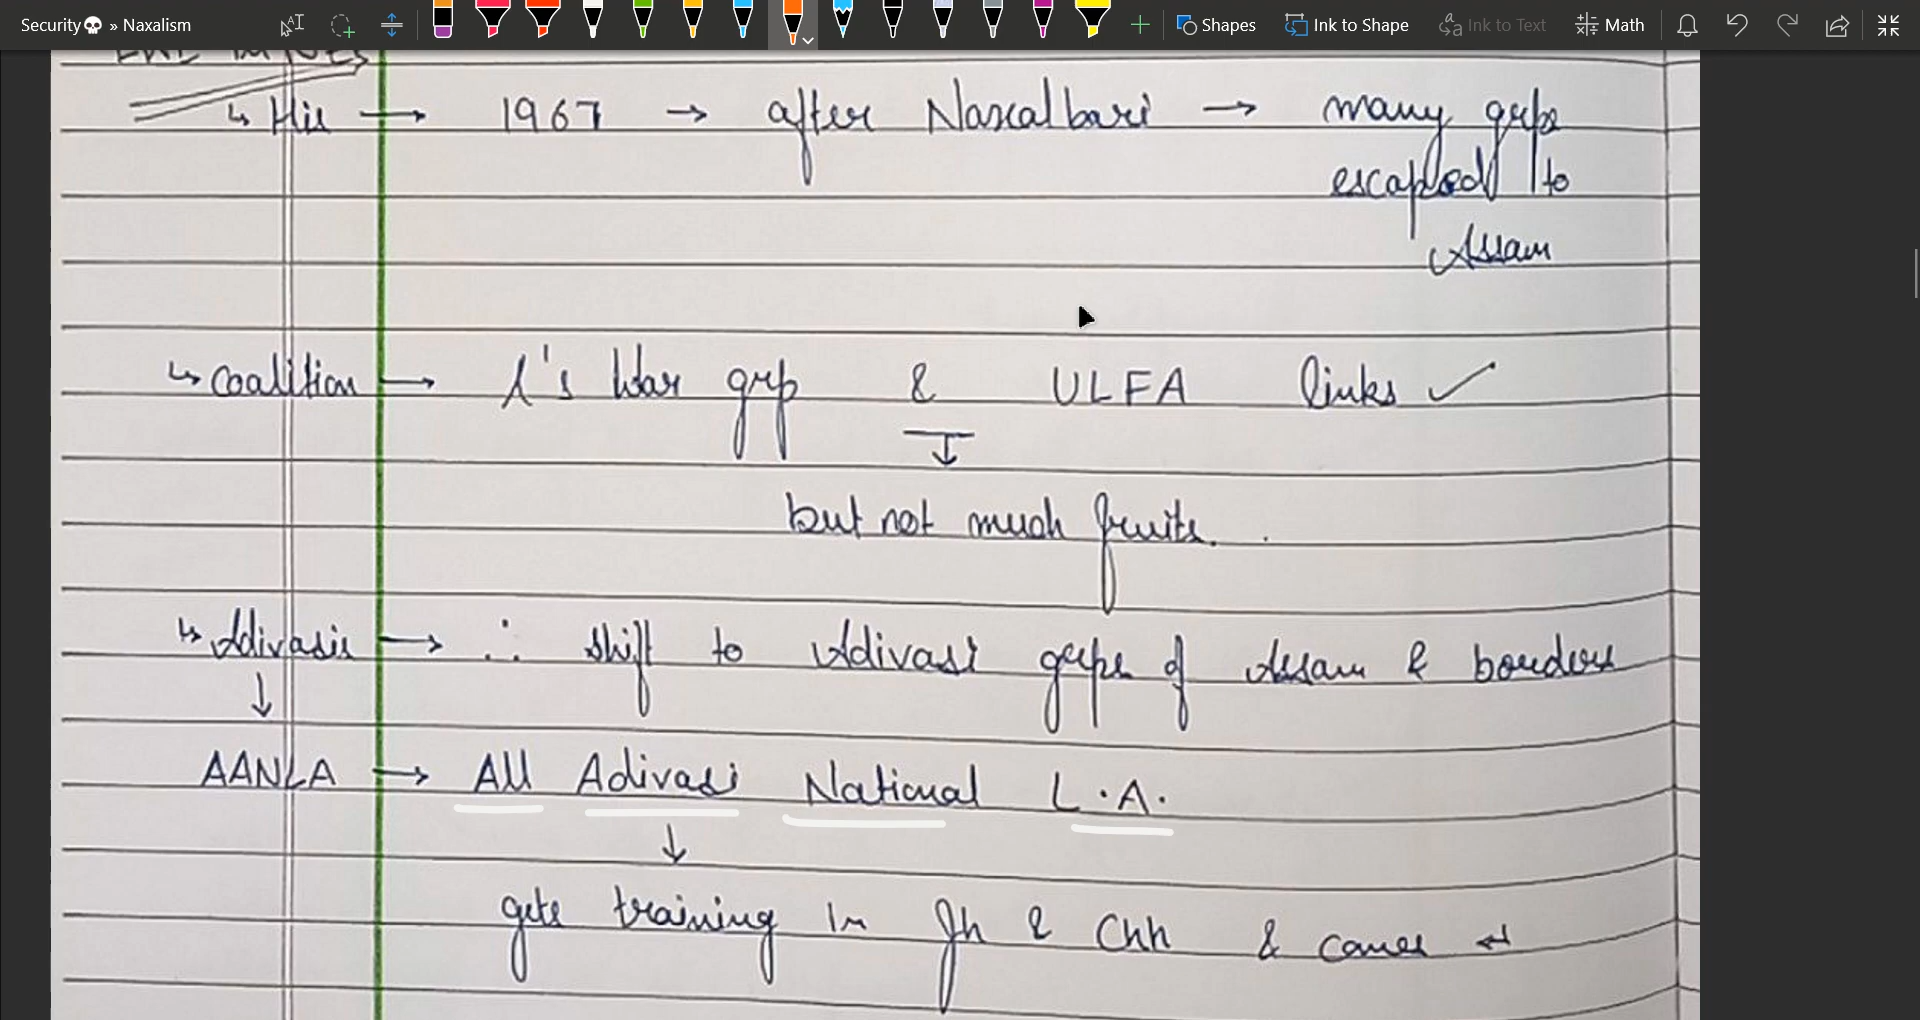 Security💀 » Naxalism
Shapes
Ink to Shape
Ink to Text
Math
↳ His → 1967 → after Naxalbari → many grps
escaped to
Assam
↳ Coalition → War grp & ULFA links ✓
↓
but not much fruits.
↳ Adivasis → ∴ shift to Adivasi grps of Assam & borders
↓
AANLA → All Adivasi National L.A.
↓
gets training in Jh & Chh & comes ↵